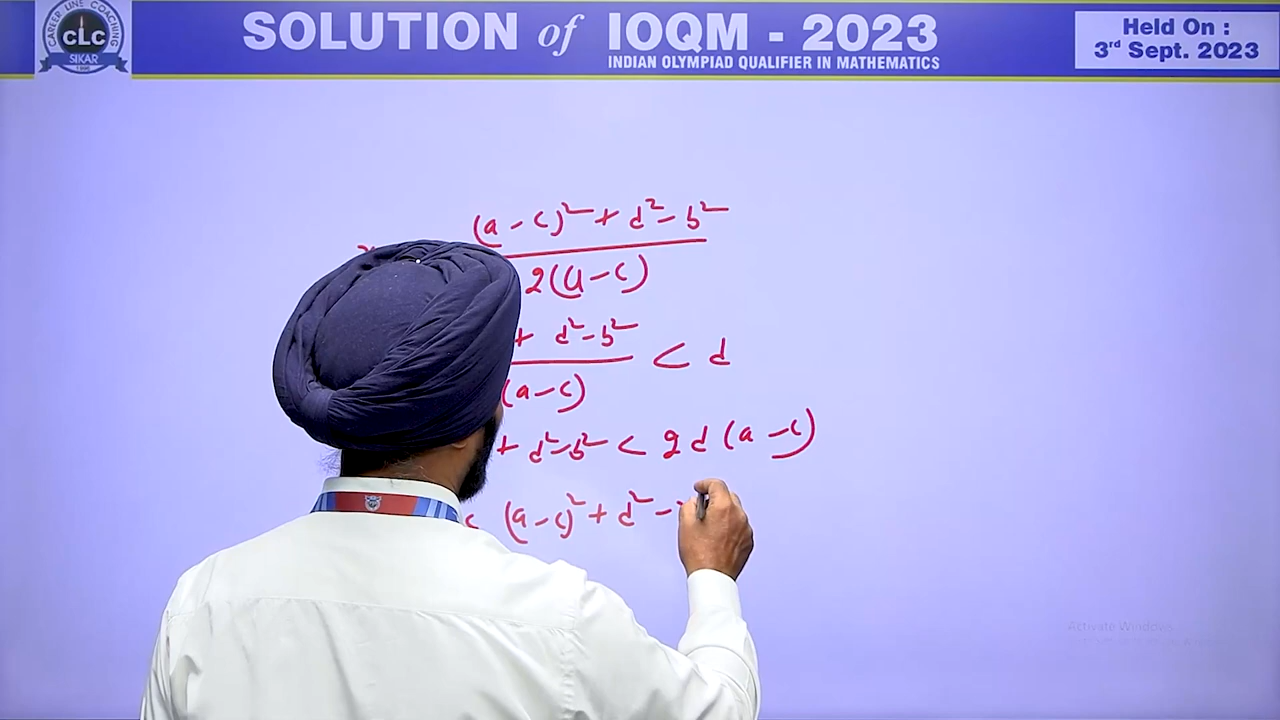 SOLUTION of IOQM - 2023
INDIAN OLYMPIAD QUALIFIER IN MATHEMATICS
Held On :
3rd Sept. 2023
CAREER LINE COACHING
CLC
SIKAR
(a-c)² + d² - b²
2(a-c)
+ d² - b²
(a-c)
< d
+ d² - b² < 2d(a-c)
(a-c)² + d² -
Activate Windows